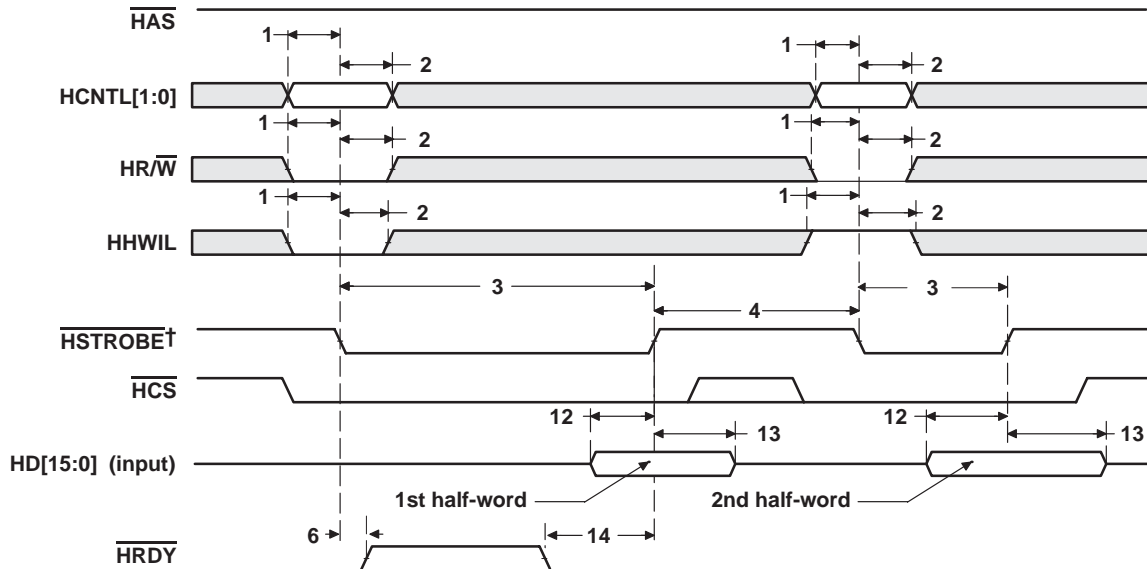 HAS
1
1
2
2
HCNTL[1:0]
1
1
2
2
HR/W
1
1
2
2
HHWIL
3
3
4
HSTROBE†
HCS
12
12
13
13
HD[15:0] (input)
1st half-word
2nd half-word
6
14
HRDY